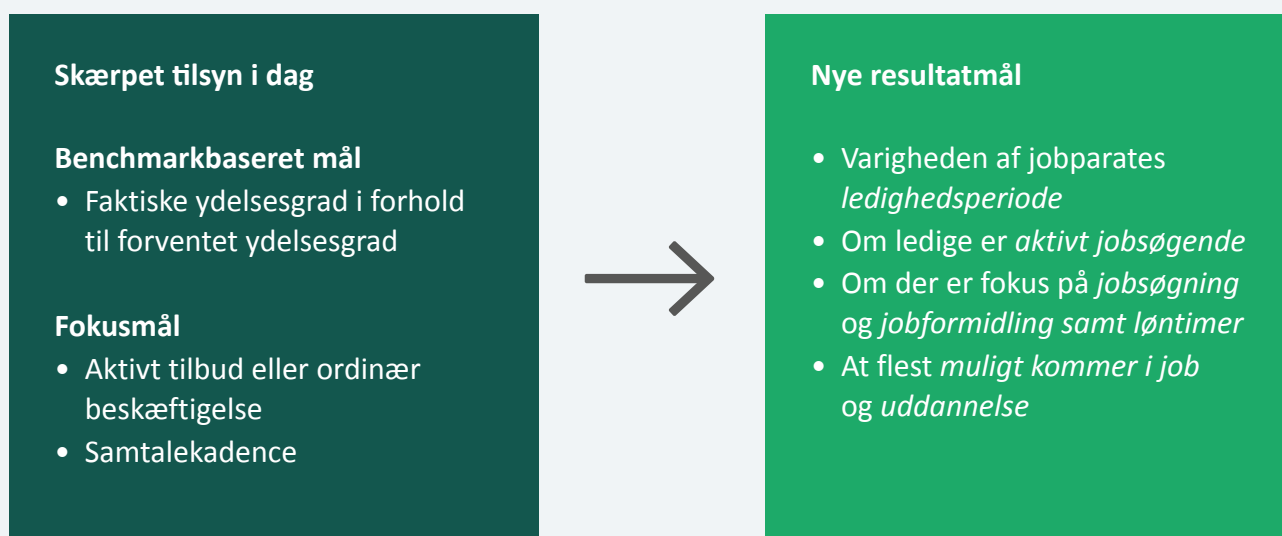 Skærpet tilsyn i dag
Benchmarkbaseret mål
• Faktiske ydelsesgrad i forhold
til forventet ydelsesgrad
Fokusmål
• Aktivt tilbud eller ordinær
beskæftigelse
• Samtalekadence
Nye resultatmål
• Varigheden af jobparates
ledighedsperiode
• Om ledige er aktivt jobsøgende
• Om der er fokus på jobsøgning
og jobformidling samt løntimer
• At flest muligt kommer i job
og uddannelse